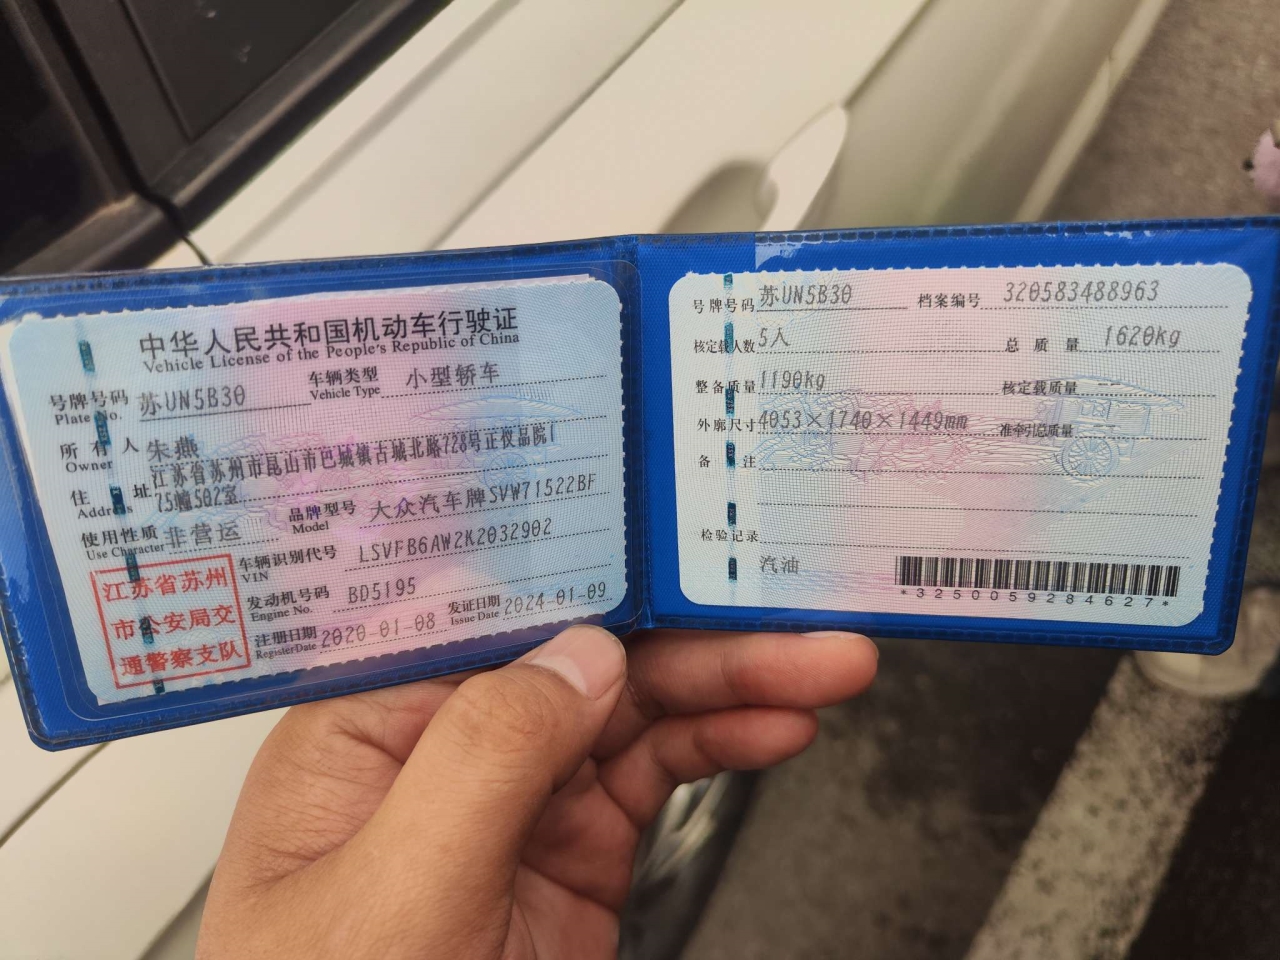 中华人民共和国机动车行驶证
Vehicle License of the People's Republic of China
号牌号码 苏UN5B30 车辆类型 小型轿车
Plate No. Vehicle Type
所有人 朱燕
Owner
住址 江苏省苏州市昆山市巴城镇古城北路728号正仪品院1
Address 75幢502室
使用性质 非营运 品牌型号 大众汽车牌SVW71522BF
Use Character Model
车辆识别代号 LSVFB6AW2K2032902
VIN
发动机号码 BD5195
Engine No.
注册日期 2020-01-08 发证日期 2024-01-09
Register Date Issue Date
江苏省苏州
市公安局交
通警察支队
号牌号码 苏UN5B30 档案编号 320583488963
核定载人数 5人 总质量 1620kg
整备质量 1190kg 核定载质量 --
外廓尺寸 4053×1740×1449mm 准牵引总质量 --
备注
检验记录
汽油
*3250059284627*